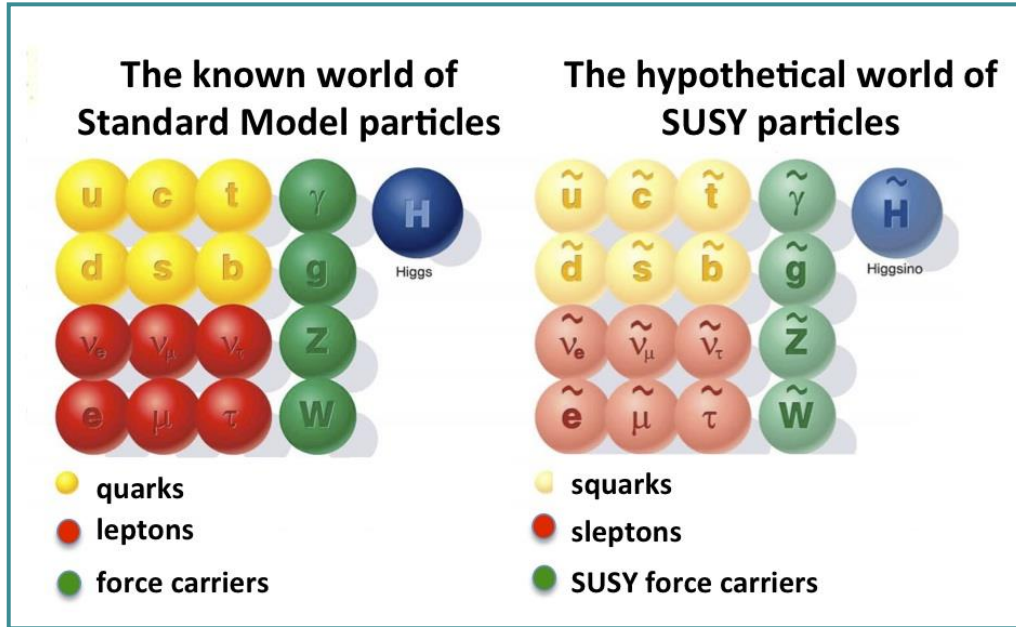 The known world of
Standard Model particles
u c t γ H
Higgs
d s b g
νe νμ ντ Z
e μ τ W
quarks
leptons
force carriers
The hypothetical world of
SUSY particles
ũ c̃ t̃ γ̃ H̃
Higgsino
d̃ s̃ b̃ g̃
ν̃e ν̃μ ν̃τ Z̃
ẽ μ̃ τ̃ W̃
squarks
sleptons
SUSY force carriers